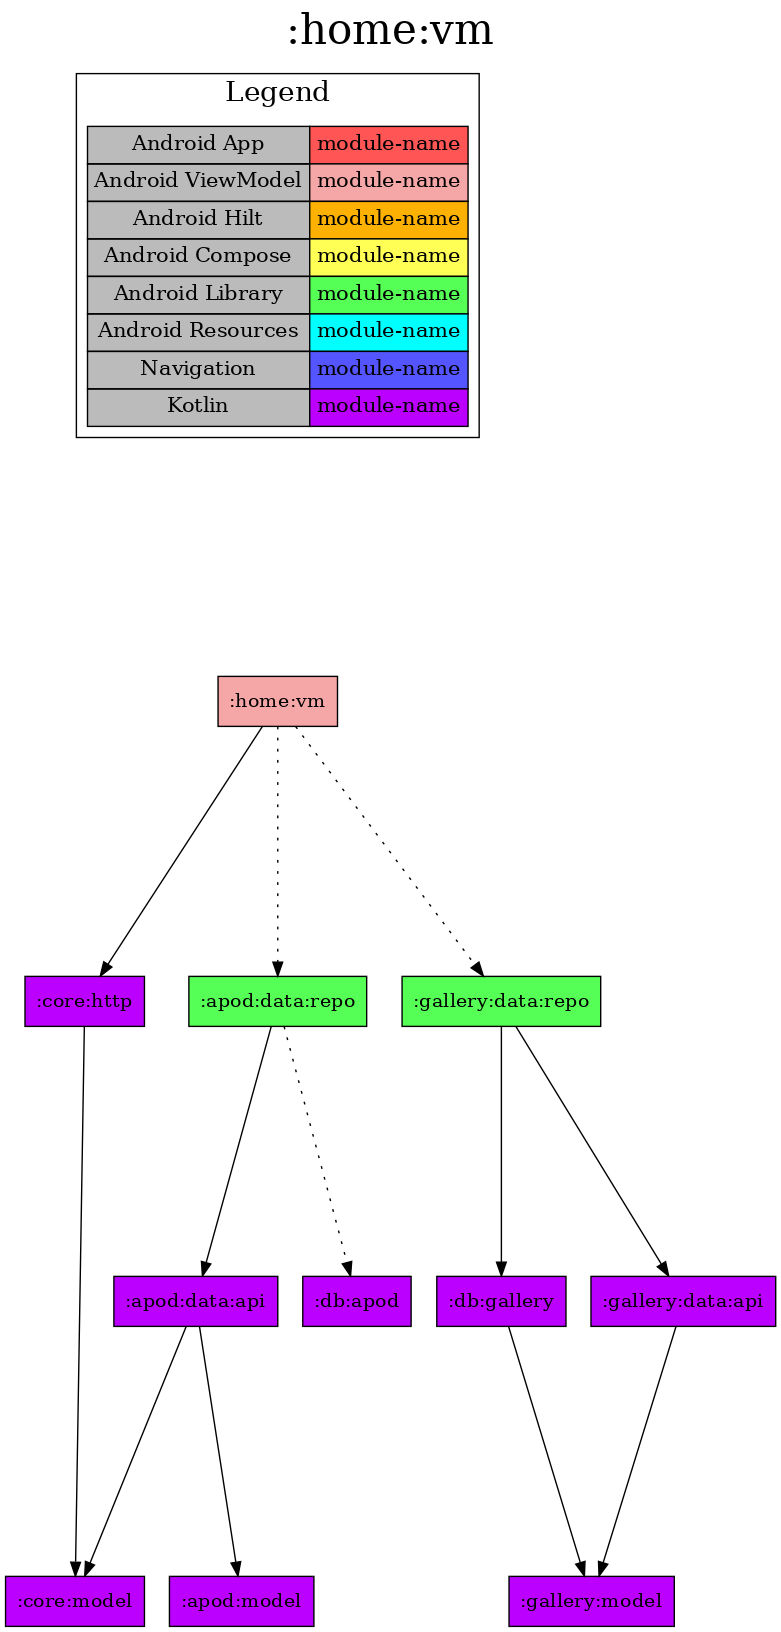 :home:vm
Legend
Android App module-name
Android ViewModel module-name
Android Hilt module-name
Android Compose module-name
Android Library module-name
Android Resources module-name
Navigation module-name
Kotlin module-name
:home:vm
:core:http :apod:data:repo :gallery:data:repo
:apod:data:api :db:apod :db:gallery :gallery:data:api
:core:model :apod:model :gallery:model